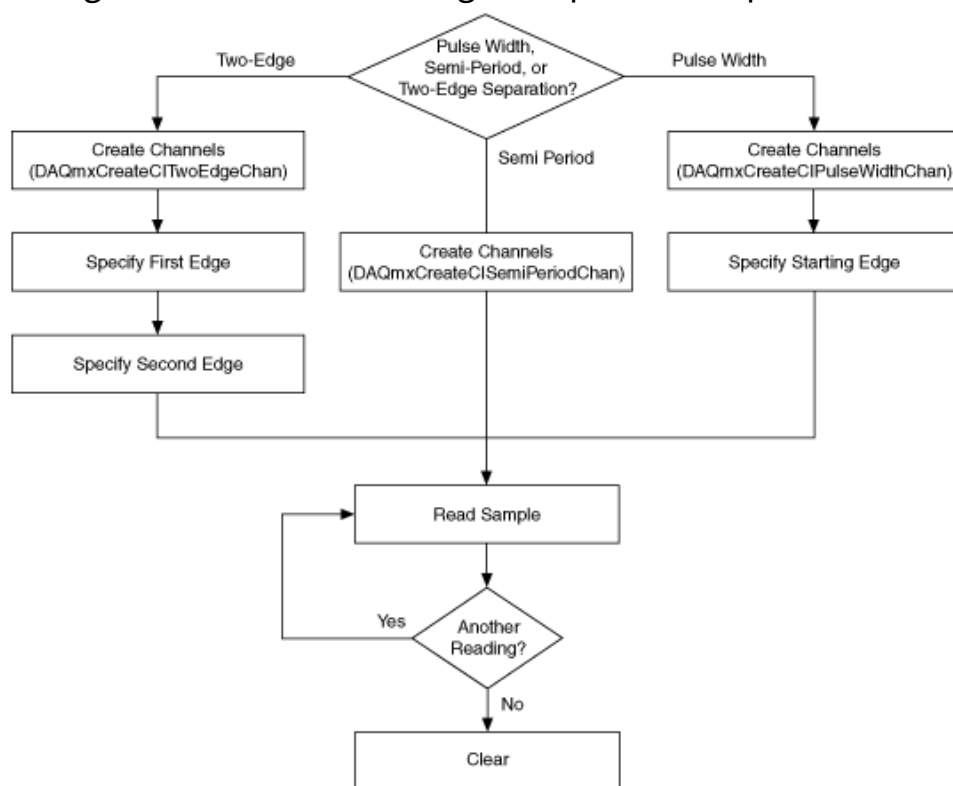 Pulse Width,
Semi-Period, or
Two-Edge Separation?
Two-Edge
Pulse Width
Semi Period
Create Channels
(DAQmxCreateCITwoEdgeChan)
Create Channels
(DAQmxCreateCISemiPeriodChan)
Create Channels
(DAQmxCreateCIPulseWidthChan)
Specify First Edge
Specify Starting Edge
Specify Second Edge
Read Sample
Yes
Another
Reading?
No
Clear